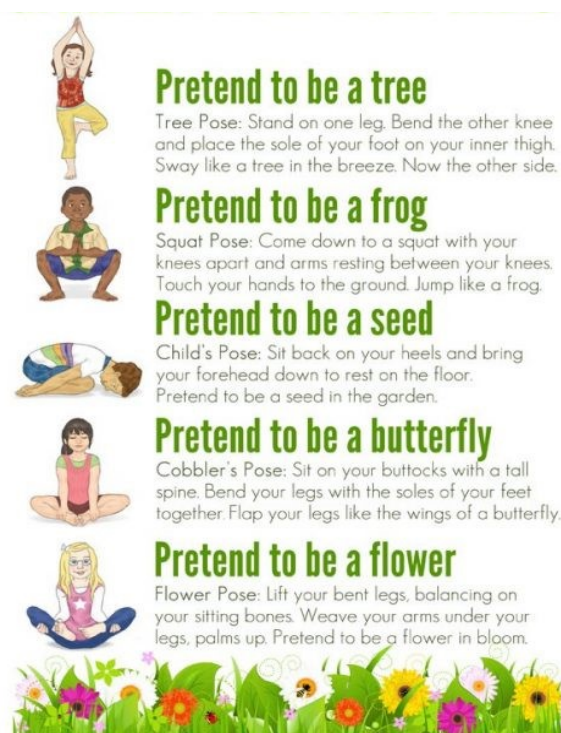 Pretend to be a tree
Tree Pose: Stand on one leg. Bend the other knee
and place the sole of your foot on your inner thigh.
Sway like a tree in the breeze. Now the other side.
Pretend to be a frog
Squat Pose: Come down to a squat with your
knees apart and arms resting between your knees.
Touch your hands to the ground. Jump like a frog.
Pretend to be a seed
Child's Pose: Sit back on your heels and bring
your forehead down to rest on the floor.
Pretend to be a seed in the garden.
Pretend to be a butterfly
Cobbler's Pose: Sit on your buttocks with a tall
spine. Bend your legs with the soles of your feet
together. Flap your legs like the wings of a butterfly.
Pretend to be a flower
Flower Pose: Lift your bent legs, balancing on
your sitting bones. Weave your arms under your
legs, palms up. Pretend to be a flower in bloom.